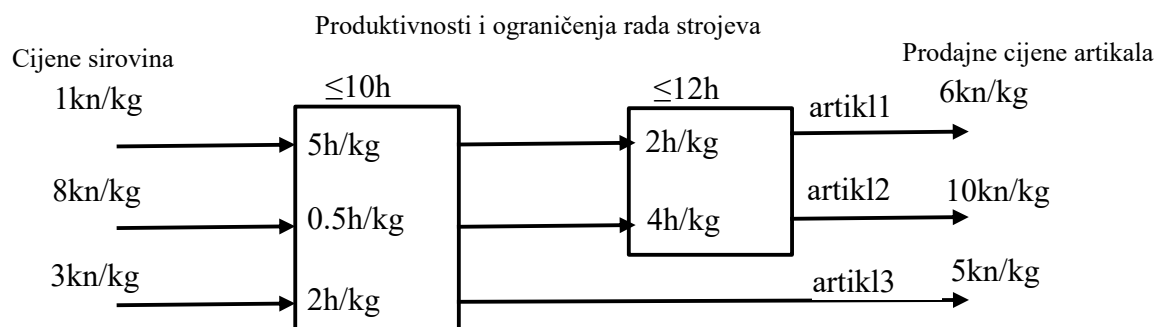 Produktivnosti i ograničenja rada strojeva
Cijene sirovina
Prodajne cijene artikala
1kn/kg
≤10h
≤12h
artikl1
6kn/kg
5h/kg
2h/kg
8kn/kg
artikl2
10kn/kg
0.5h/kg
4h/kg
3kn/kg
artikl3
5kn/kg
2h/kg